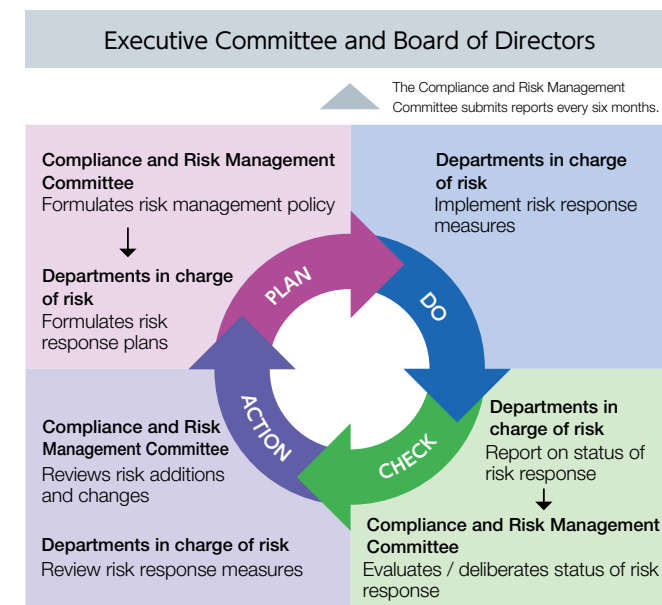 Executive Committee and Board of Directors
The Compliance and Risk Management
Committee submits reports every six months.
Compliance and Risk Management
Committee
Formulates risk management policy
Departments in charge
of risk
Formulates risk
response plans
Departments in charge
of risk
Implement risk response
measures
PLAN
DO
CHECK
ACTION
Departments in
charge of risk
Report on status of
risk response
Compliance and Risk Management
Committee
Evaluates / deliberates status of risk
response
Compliance and Risk
Management Committee
Reviews risk additions
and changes
Departments in charge of risk
Review risk response measures